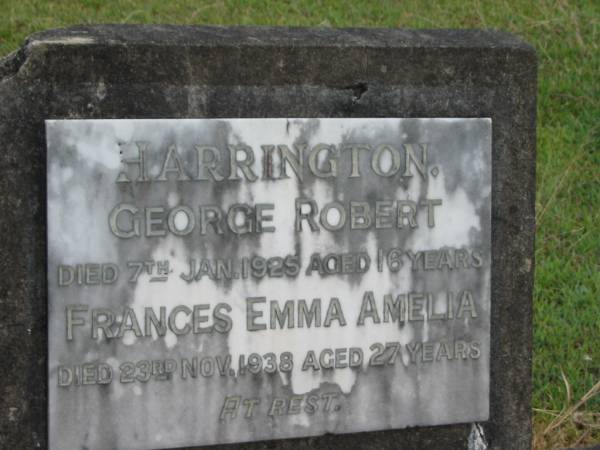 HARRINGTON.
GEORGE ROBERT
DIED 7TH JAN. 1925 AGED 16 YEARS
FRANCES EMMA AMELIA
DIED 23RD NOV. 1938 AGED 27 YEARS
AT REST.